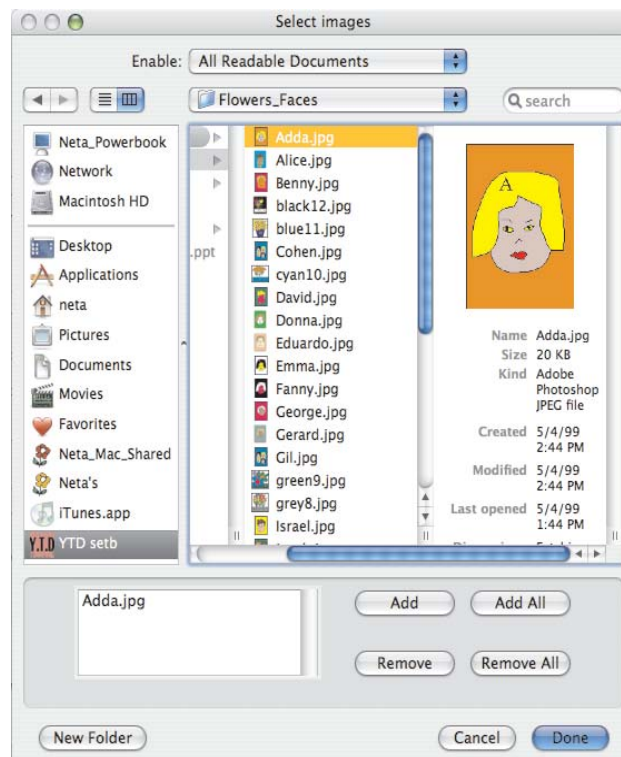 Select images
Enable: All Readable Documents
Flowers_Faces
search
Neta_Powerbook
Network
Macintosh HD
Desktop
Applications
neta
Pictures
Documents
Movies
Favorites
Neta_Mac_Shared
Neta's
iTunes.app
Y.T.D YTD setb
.ppt
Adda.jpg
Alice.jpg
Benny.jpg
black12.jpg
blue11.jpg
Cohen.jpg
cyan10.jpg
David.jpg
Donna.jpg
Eduardo.jpg
Emma.jpg
Fanny.jpg
George.jpg
Gerard.jpg
Gil.jpg
green9.jpg
grey8.jpg
Israel.jpg
A
Name Adda.jpg
Size 20 KB
Kind Adobe
Photoshop
JPEG file
Created 5/4/99
2:44 PM
Modified 5/4/99
2:44 PM
Last opened 5/4/99
1:44 PM
Adda.jpg
Add
Add All
Remove
Remove All
New Folder
Cancel
Done